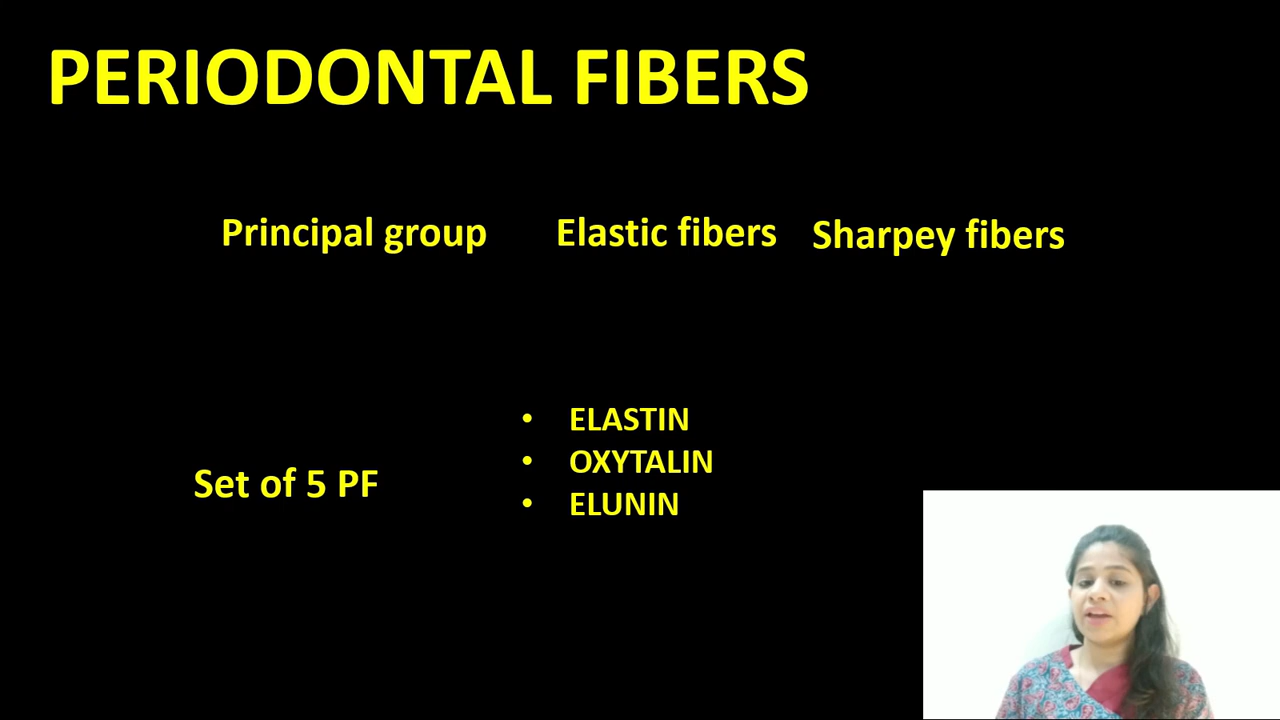 PERIODONTAL FIBERS
Principal group
Elastic fibers
Sharpey fibers
Set of 5 PF
• ELASTIN
• OXYTALIN
• ELUNIN